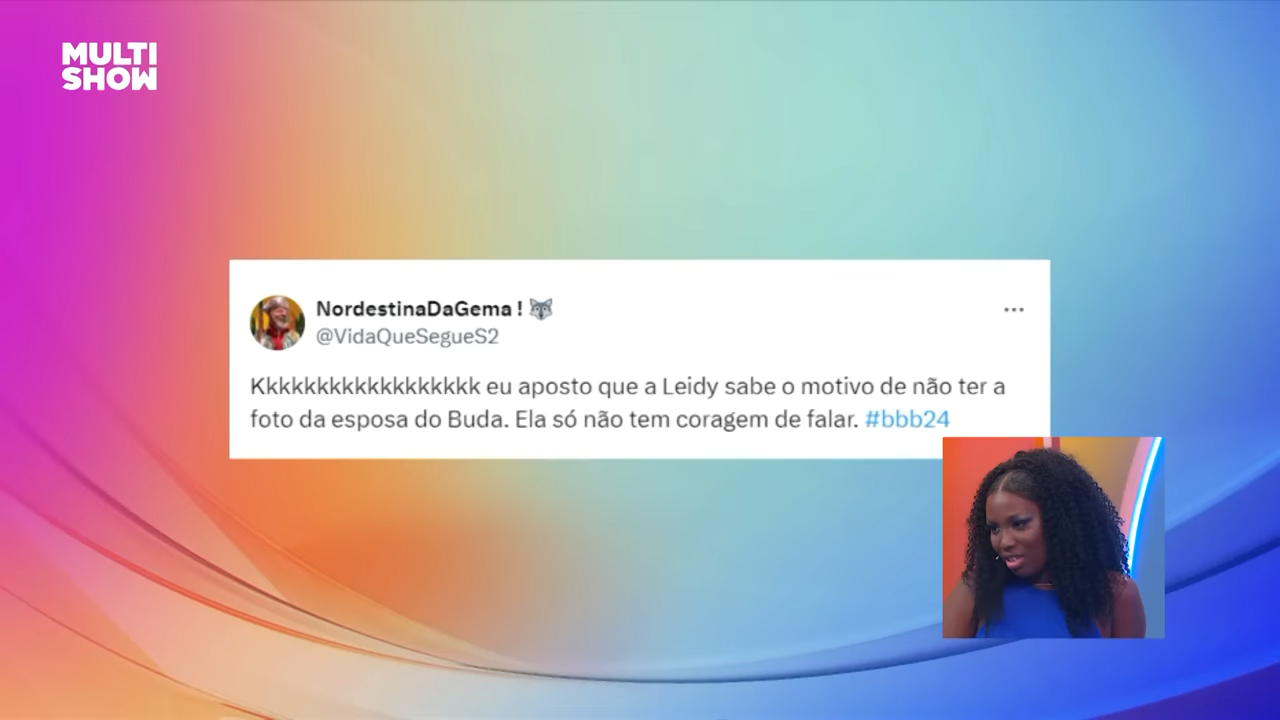 MULTI
SHOW
NordestinaDaGema ! 🐺
@VidaQueSegueS2
Kkkkkkkkkkkkkkkkkk eu aposto que a Leidy sabe o motivo de não ter a
foto da esposa do Buda. Ela só não tem coragem de falar. #bbb24